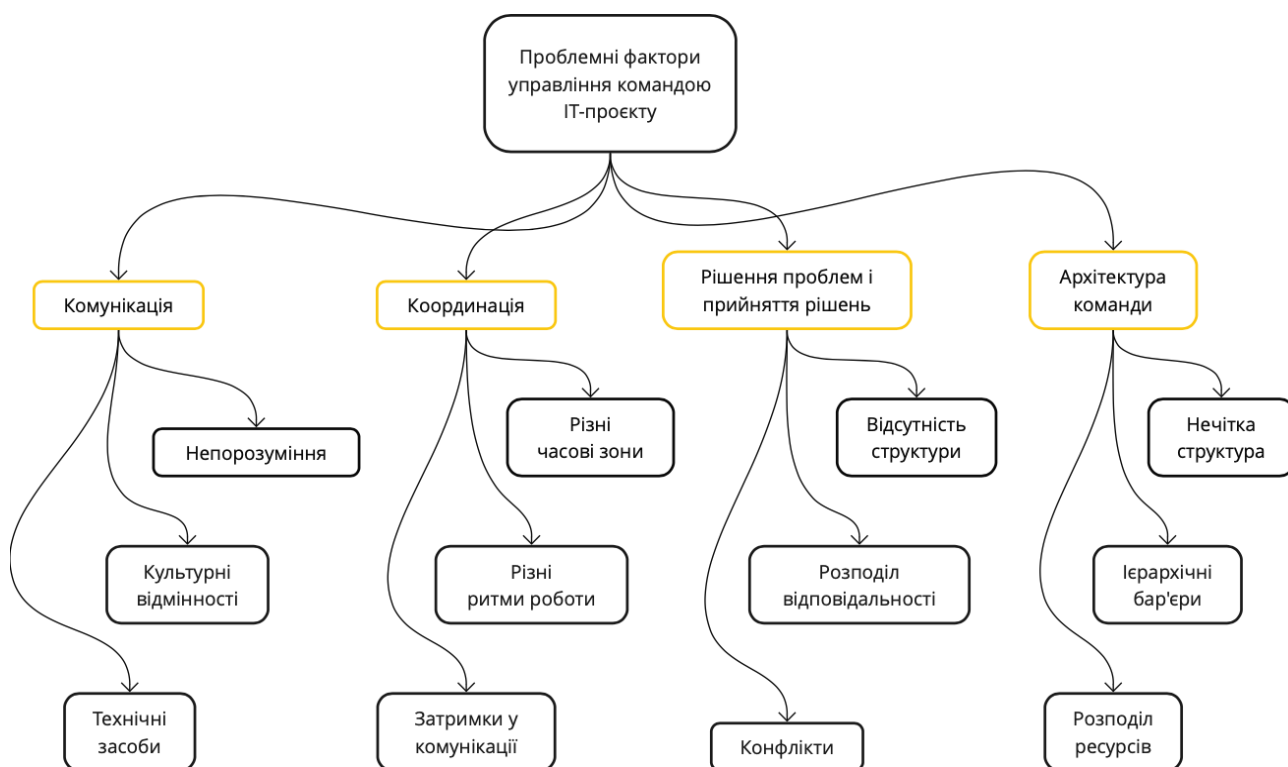 Проблемні фактори
управління командою
ІТ-проєкту
Комунікація
Координація
Рішення проблем і
прийняття рішень
Архітектура
команди
Непорозуміння
Різні
часові зони
Відсутність
структури
Нечітка
структура
Культурні
відмінності
Різні
ритми роботи
Розподіл
відповідальності
Ієрархічні
бар'єри
Технічні
засоби
Затримки у
комунікації
Конфлікти
Розподіл
ресурсів